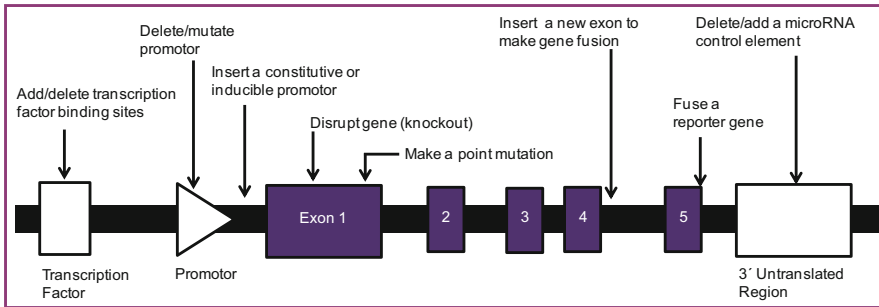 Delete/mutate
promotor
Insert a new exon to
make gene fusion
Delete/add a microRNA
control element
Insert a constitutive or
inducible promotor
Add/delete transcription
factor binding sites
Fuse a
reporter gene
Disrupt gene (knockout)
Make a point mutation
Exon 1
2
3
4
5
Transcription
Factor
Promotor
3´ Untranslated
Region